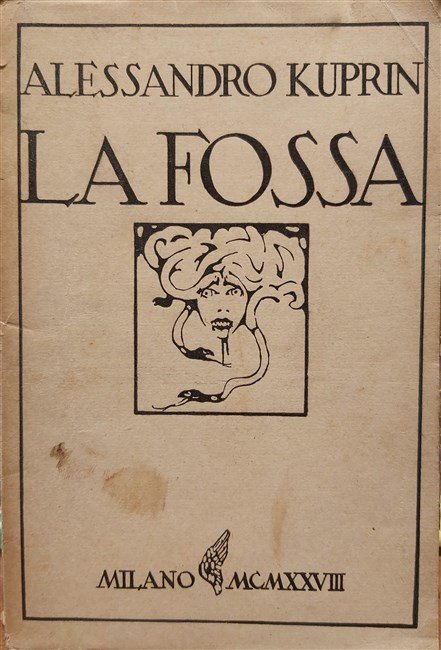 ALESSANDRO KUPRIN
LA FOSSA
MILANO MCMXXVIII